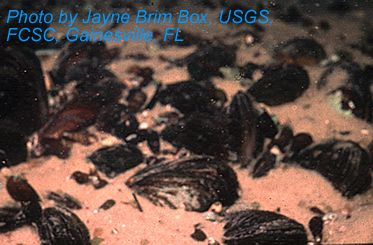 Photo by Jayne Brim Box, USGS,
FCSC, Gainesville, FL